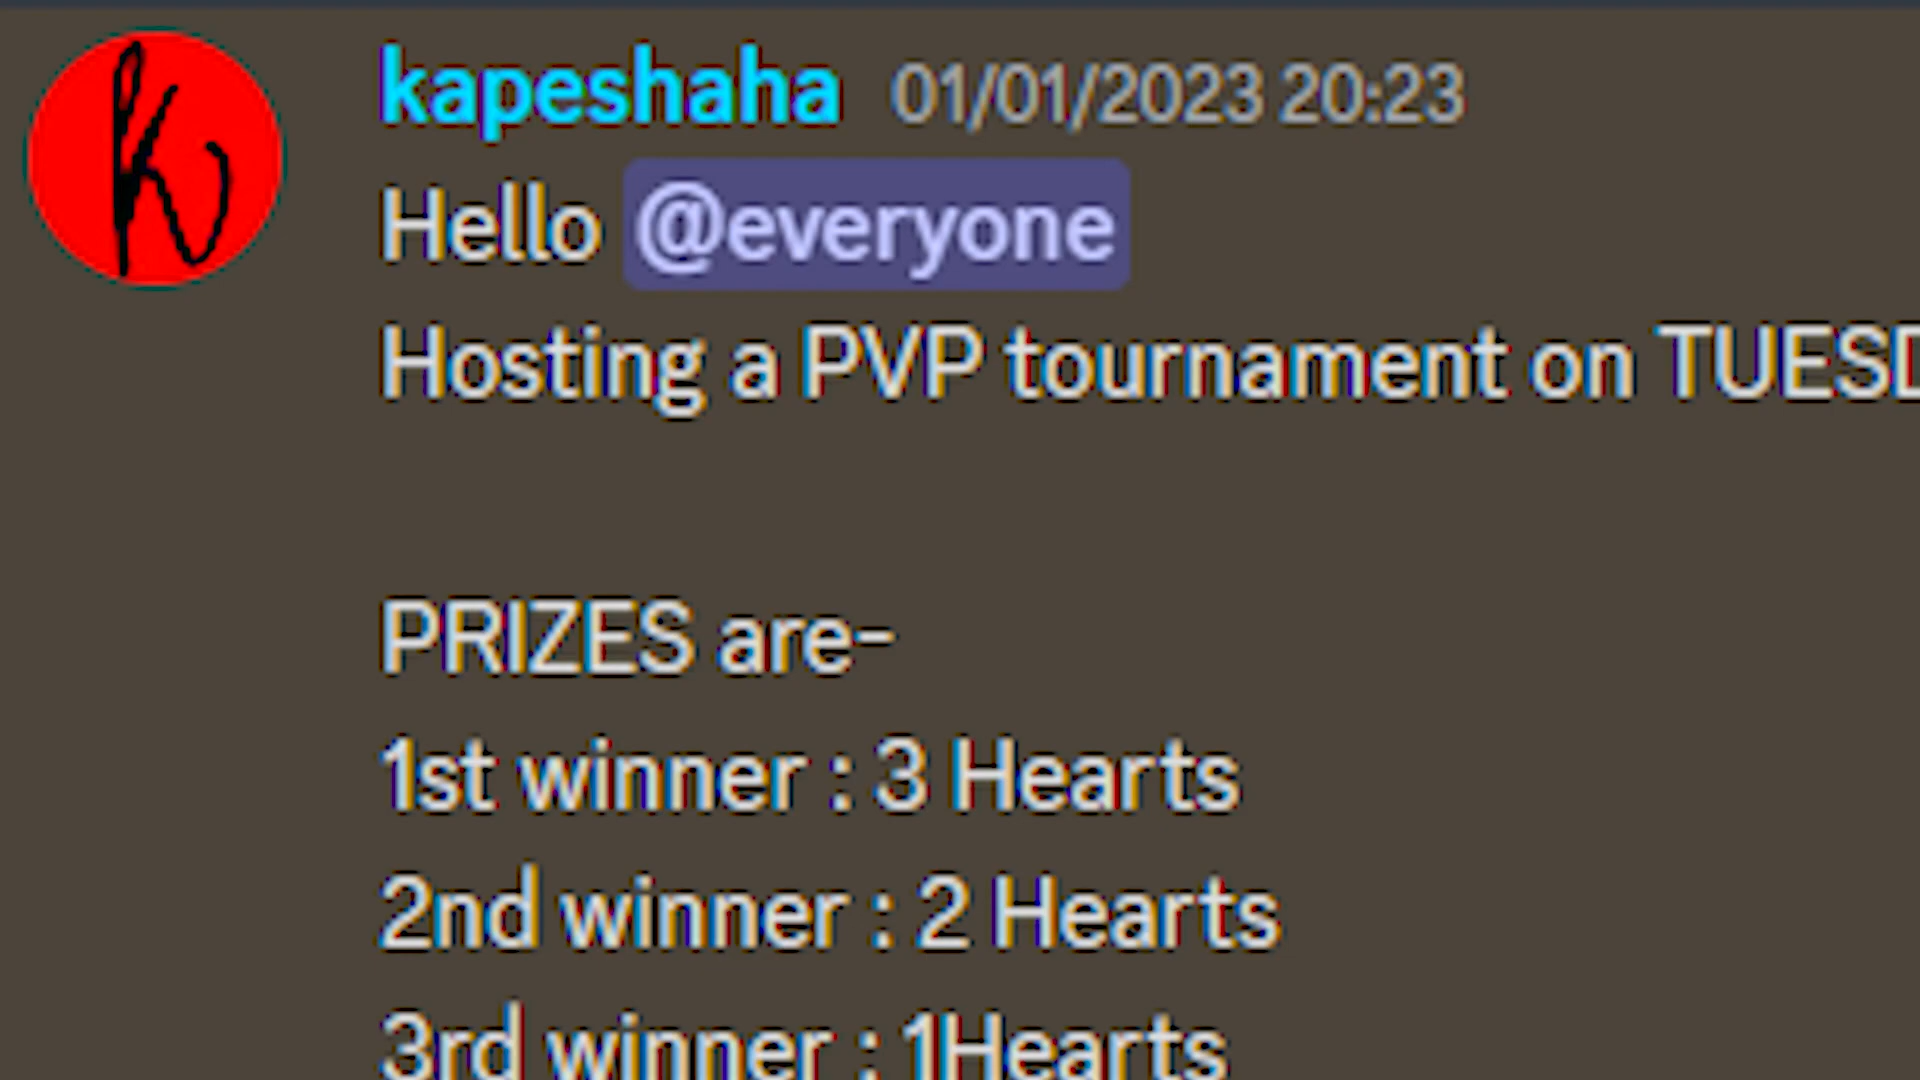 kapeshaha 01/01/2023 20:23
Hello @everyone
Hosting a PVP tournament on TUESD
PRIZES are-
1st winner : 3 Hearts
2nd winner : 2 Hearts
3rd winner : 1Hearts